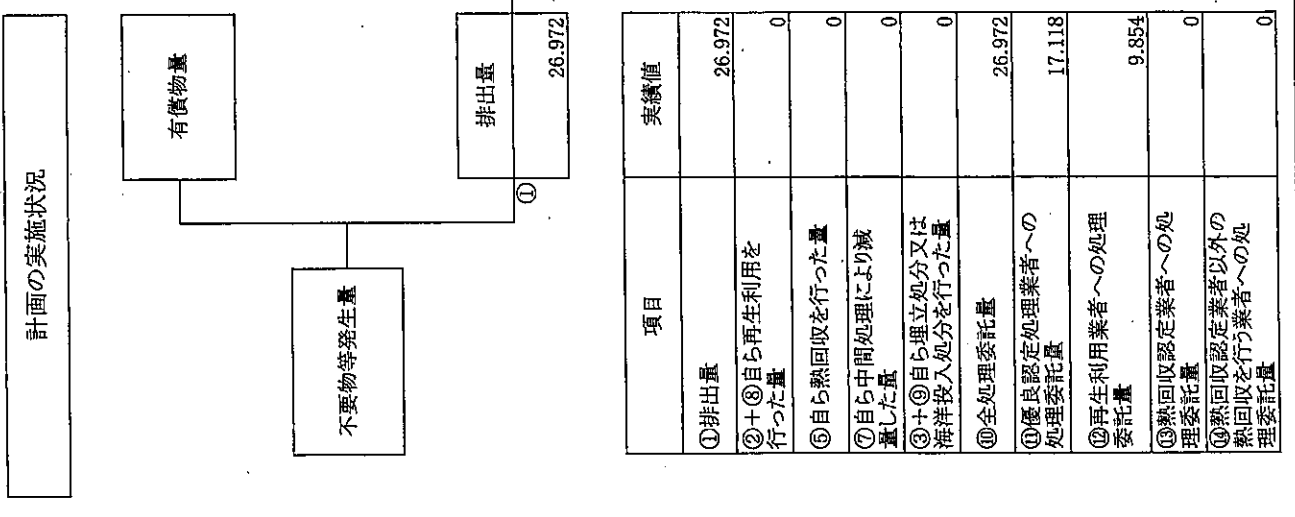 計画の実施状況
有償物量
不要物等発生量
排出量
①
26.972
項目
実績値
①排出量
26.972
②+⑧自ら再生利用を
行った量
0
⑤自ら熱回収を行った量
0
⑦自ら中間処理により減
量した量
0
③+⑨自ら埋立処分又は
海洋投入処分を行った量
0
⑩全処理委託量
26.972
⑪優良認定処理業者への
処理委託量
17.118
⑫再生利用業者への処理
委託量
9.854
⑬熱回収認定業者への処
理委託量
0
⑭熱回収認定業者以外の
熱回収を行う業者への処
理委託量
0